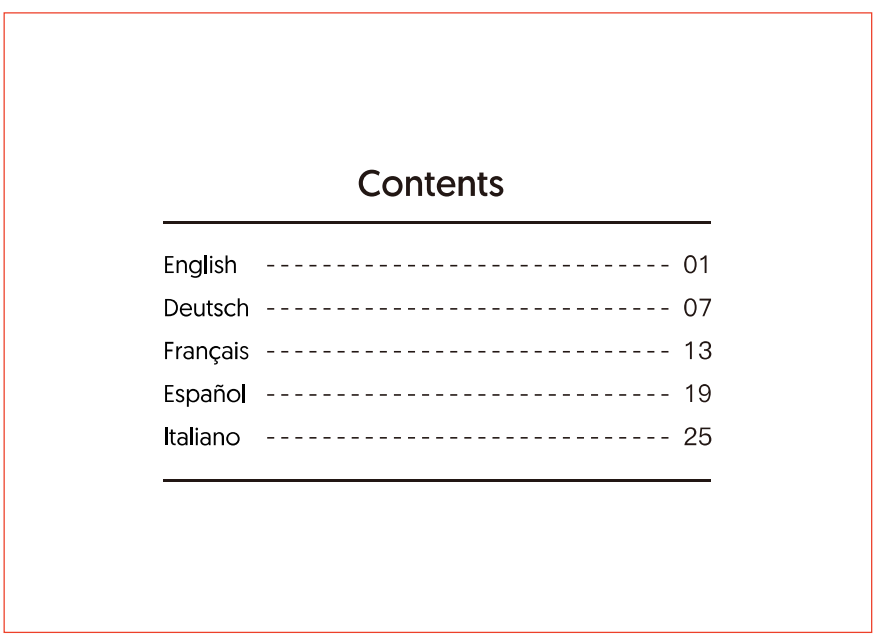 Contents
English ----------------------------- 01
Deutsch ----------------------------- 07
Français ----------------------------- 13
Español ----------------------------- 19
Italiano ----------------------------- 25